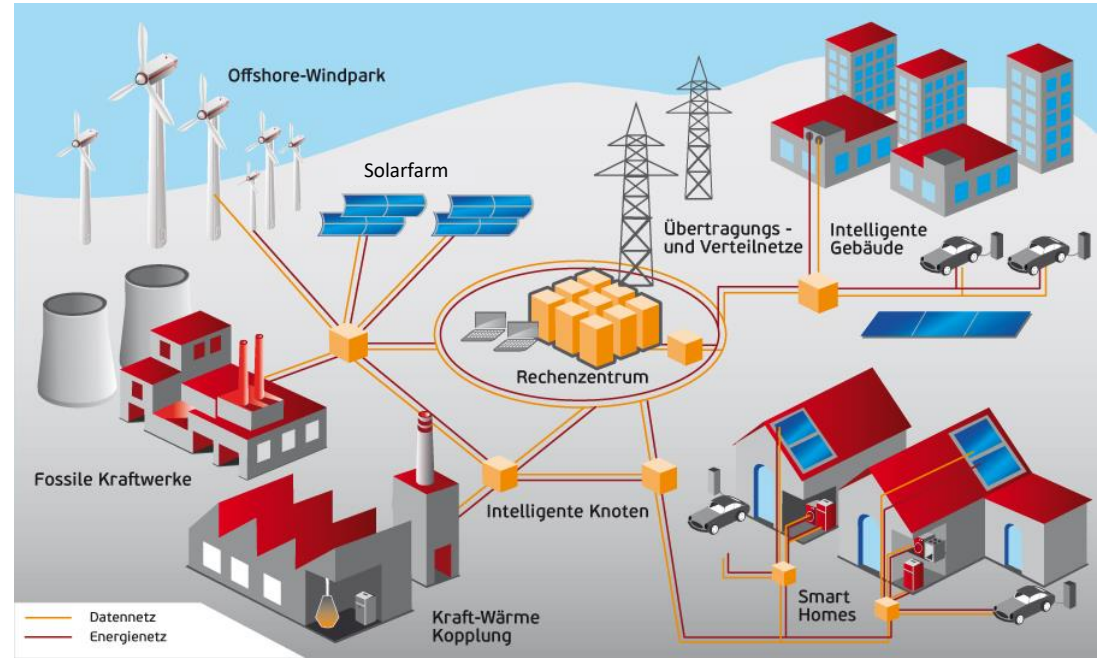 Offshore-Windpark
Solarfarm
Übertragungs -
und Verteilnetze
Intelligente
Gebäude
Rechenzentrum
Fossile Kraftwerke
Intelligente Knoten
Kraft-Wärme
Kopplung
Smart
Homes
Datennetz
Energienetz